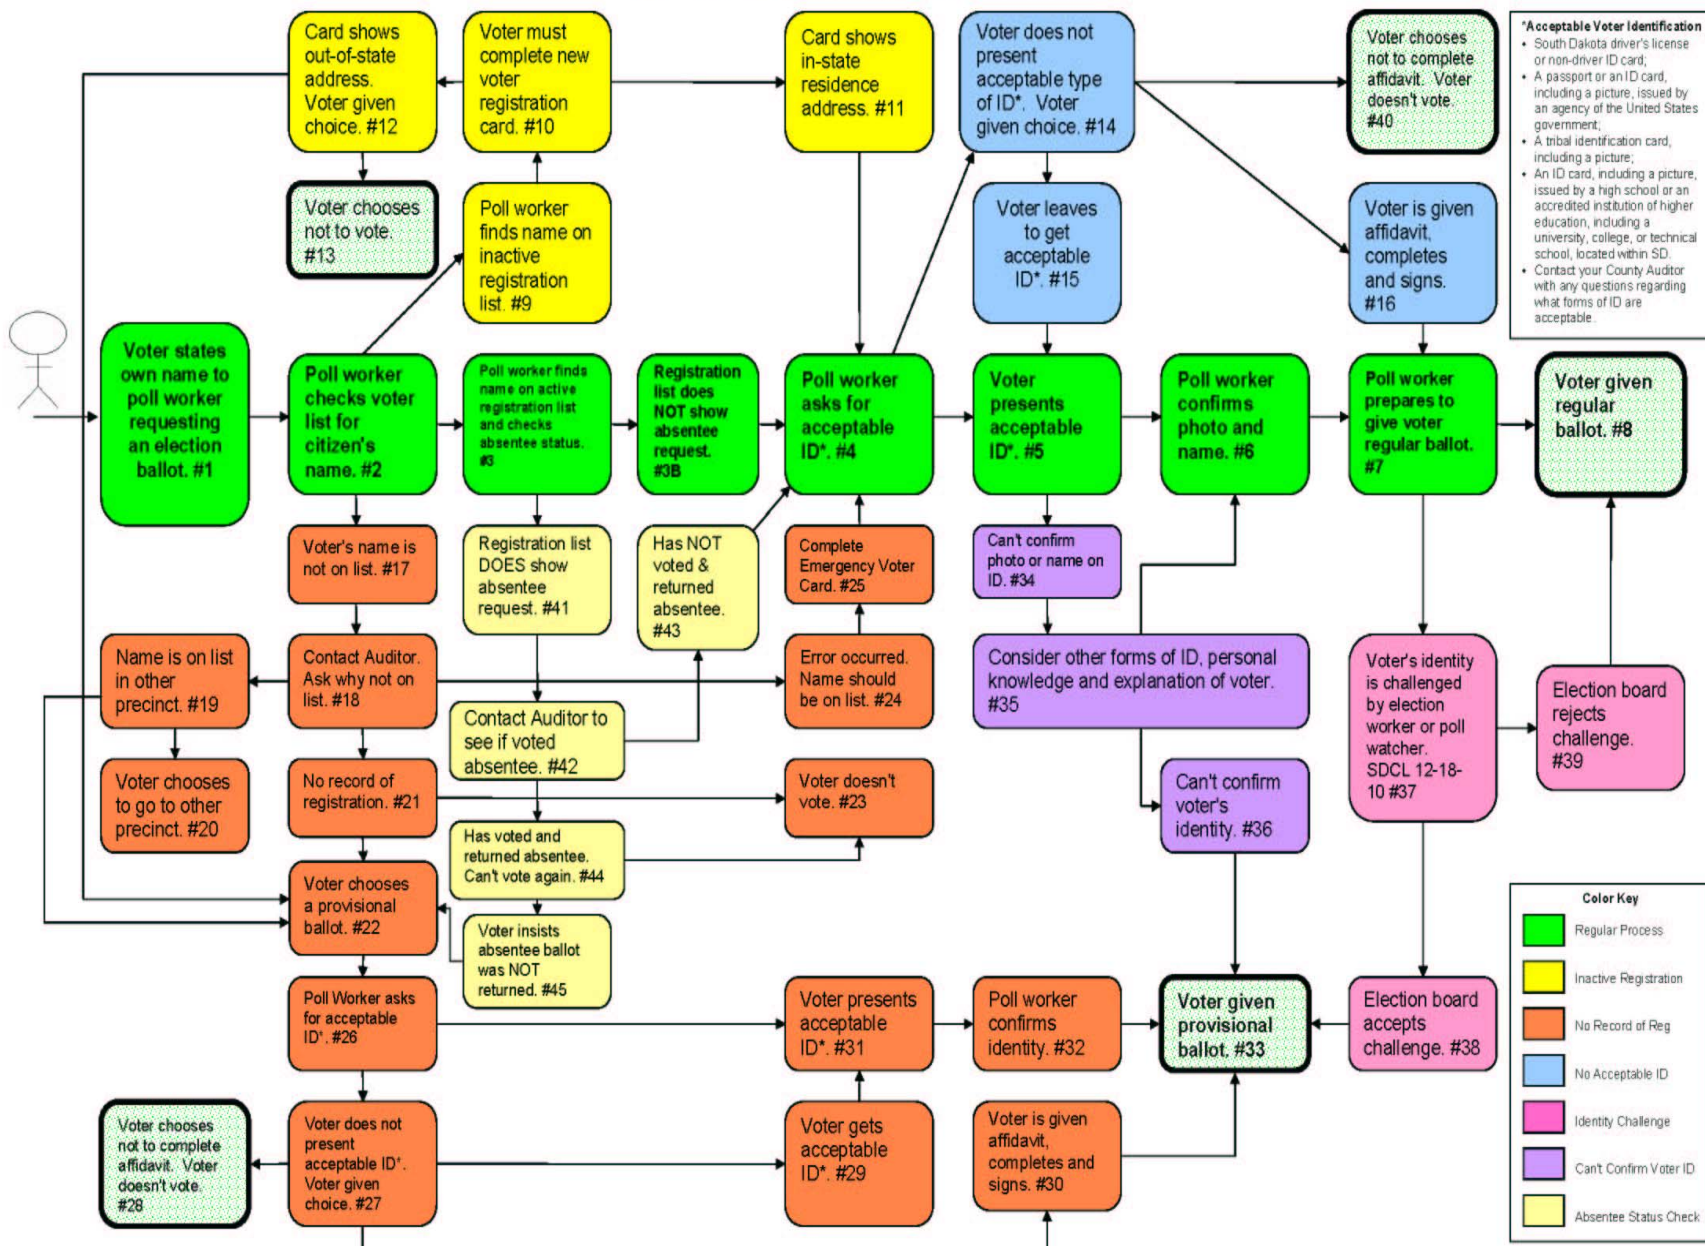 Card shows
out-of-state
address.
Voter given
choice. #12
Voter must
complete new
voter
registration
card. #10
Card shows
in-state
residence
address. #11
Voter does not
present
acceptable type
of ID*. Voter
given choice. #14
Voter chooses
not to complete
affidavit. Voter
doesn't vote.
#40
*Acceptable Voter Identification
• South Dakota driver's license
or non-driver ID card;
• A passport or an ID card,
including a picture, issued by
an agency of the United States
government;
• A tribal identification card,
including a picture;
• An ID card, including a picture,
issued by a high school or an
accredited institution of higher
education, including a
university, college, or technical
school, located within SD.
• Contact your County Auditor
with any questions regarding
what forms of ID are
acceptable.
Voter chooses
not to vote.
#13
Poll worker
finds name on
inactive
registration
list. #9
Voter leaves
to get
acceptable
ID*. #15
Voter is given
affidavit,
completes
and signs.
#16
Voter states
own name to
poll worker
requesting
an election
ballot. #1
Poll worker
checks voter
list for
citizen's
name. #2
Poll worker finds
name on active
registration list
and checks
absentee status.
#3
Registration
list does
NOT show
absentee
request.
#3B
Poll worker
asks for
acceptable
ID*. #4
Voter
presents
acceptable
ID*. #5
Poll worker
confirms
photo and
name. #6
Poll worker
prepares to
give voter
regular ballot.
#7
Voter given
regular
ballot. #8
Voter's name is
not on list. #17
Registration list
DOES show
absentee
request. #41
Has NOT
voted &
returned
absentee.
#43
Complete
Emergency Voter
Card. #25
Can't confirm
photo or name on
ID. #34
Name is on list
in other
precinct. #19
Contact Auditor.
Ask why not on
list. #18
Error occurred.
Name should
be on list. #24
Consider other forms of ID, personal
knowledge and explanation of voter.
#35
Voter's identity
is challenged
by election
worker or poll
watcher.
SDCL 12-18-
10 #37
Election board
rejects
challenge.
#39
Contact Auditor to
see if voted
absentee. #42
Voter chooses
to go to other
precinct. #20
No record of
registration. #21
Voter doesn't
vote. #23
Can't confirm
voter's
identity. #36
Has voted and
returned absentee.
Can't vote again. #44
Voter chooses
a provisional
ballot. #22
Voter insists
absentee ballot
was NOT
returned. #45
Poll Worker asks
for acceptable
ID*. #26
Voter presents
acceptable
ID*. #31
Poll worker
confirms
identity. #32
Voter given
provisional
ballot. #33
Election board
accepts
challenge. #38
Voter chooses
not to complete
affidavit. Voter
doesn't vote.
#28
Voter does not
present
acceptable ID*.
Voter given
choice. #27
Voter gets
acceptable
ID*. #29
Voter is given
affidavit,
completes and
signs. #30
Color Key
Regular Process
Inactive Registration
No Record of Reg
No Acceptable ID
Identity Challenge
Can't Confirm Voter ID
Absentee Status Check